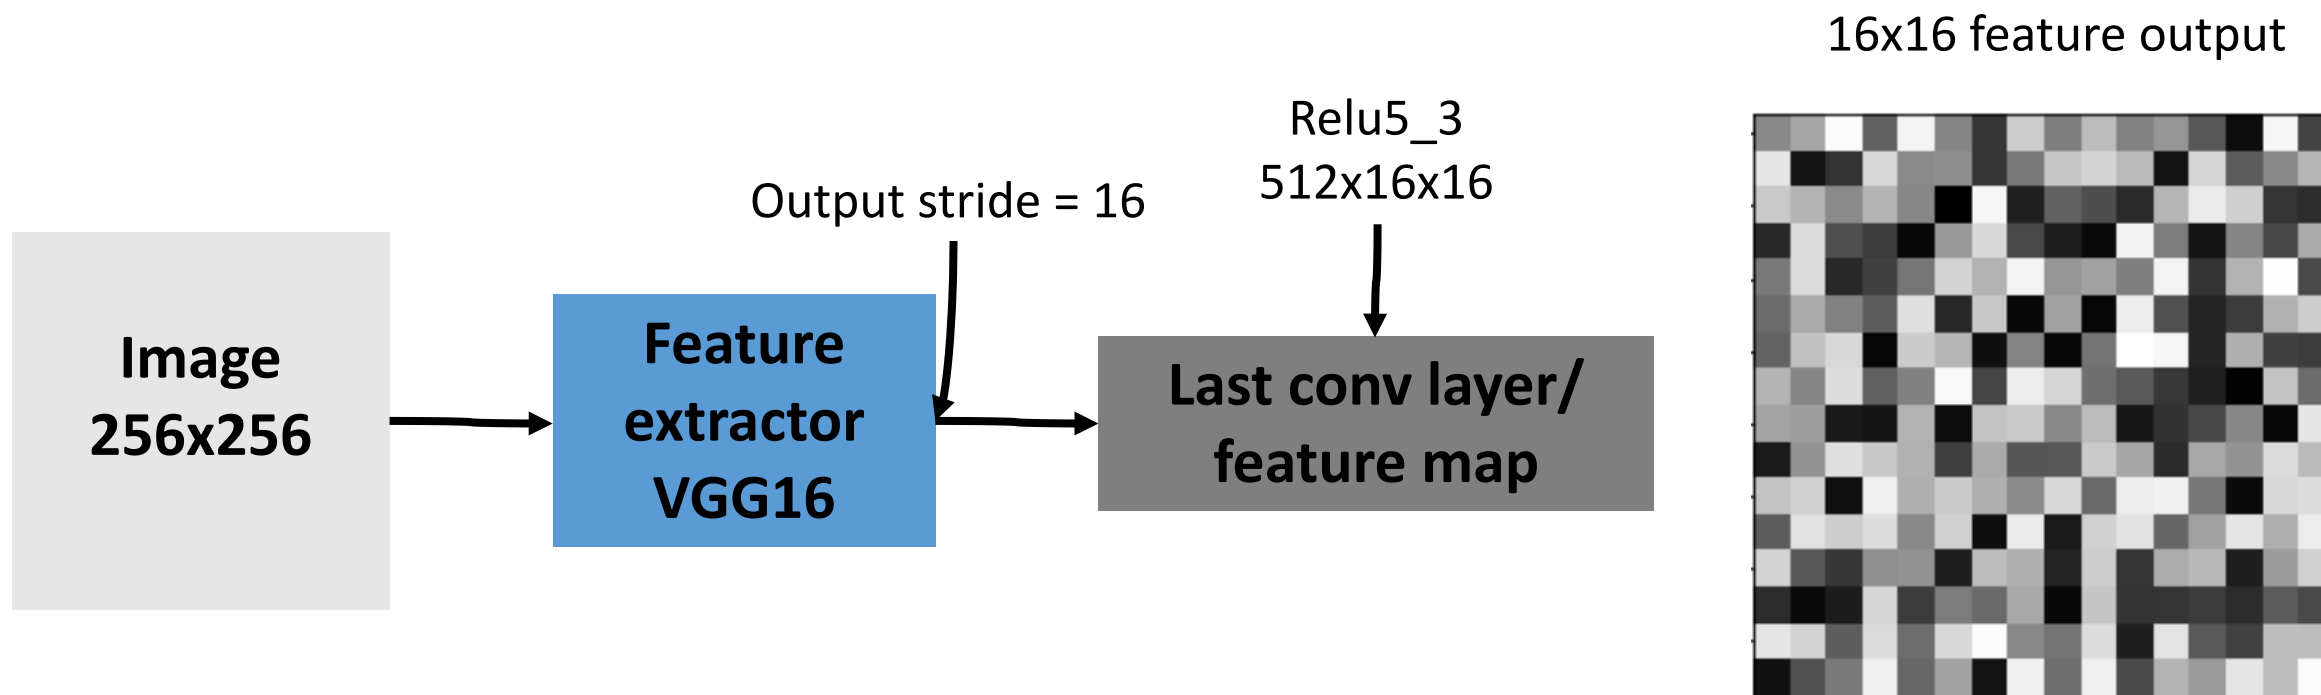 16x16 feature output
Relu5_3
512x16x16
Output stride = 16
Image
256x256
Feature
extractor
VGG16
Last conv layer/
feature map